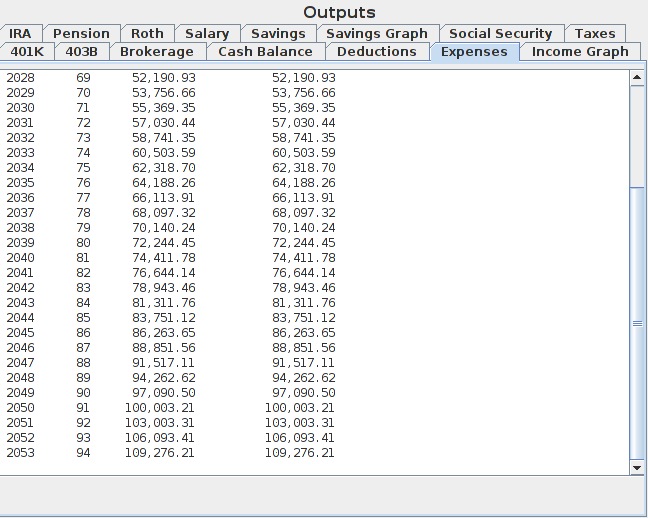 Outputs
IRA Pension Roth Salary Savings Savings Graph Social Security Taxes
401K 403B Brokerage Cash Balance Deductions Expenses Income Graph
2028 69 52,190.93 52,190.93
2029 70 53,756.66 53,756.66
2030 71 55,369.35 55,369.35
2031 72 57,030.44 57,030.44
2032 73 58,741.35 58,741.35
2033 74 60,503.59 60,503.59
2034 75 62,318.70 62,318.70
2035 76 64,188.26 64,188.26
2036 77 66,113.91 66,113.91
2037 78 68,097.32 68,097.32
2038 79 70,140.24 70,140.24
2039 80 72,244.45 72,244.45
2040 81 74,411.78 74,411.78
2041 82 76,644.14 76,644.14
2042 83 78,943.46 78,943.46
2043 84 81,311.76 81,311.76
2044 85 83,751.12 83,751.12
2045 86 86,263.65 86,263.65
2046 87 88,851.56 88,851.56
2047 88 91,517.11 91,517.11
2048 89 94,262.62 94,262.62
2049 90 97,090.50 97,090.50
2050 91 100,003.21 100,003.21
2051 92 103,003.31 103,003.31
2052 93 106,093.41 106,093.41
2053 94 109,276.21 109,276.21